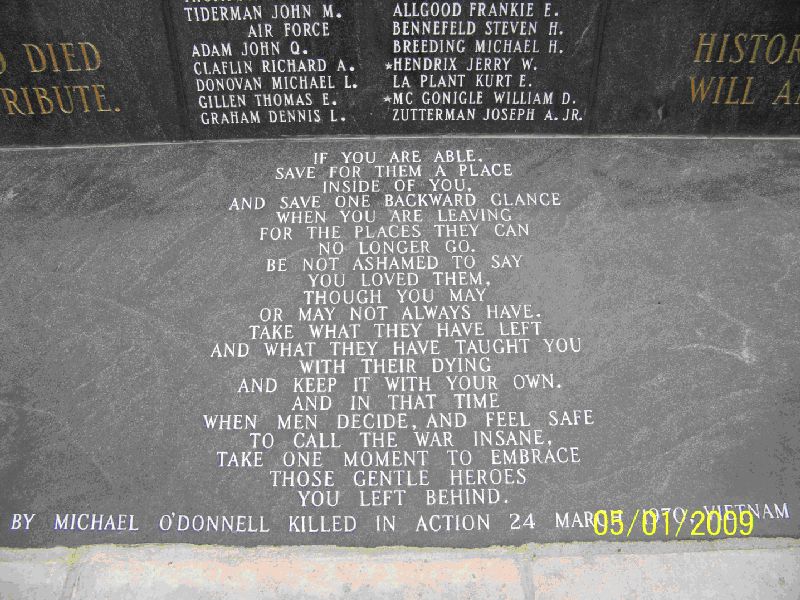 TIDERMAN JOHN M.
AIR FORCE
ADAM JOHN Q.
CLAFLIN RICHARD A.
DONOVAN MICHAEL L.
GILLEN THOMAS E.
GRAHAM DENNIS L.
ALLGOOD FRANKIE E.
BENNEFELD STEVEN H.
BREEDING MICHAEL H.
*HENDRIX JERRY W.
LA PLANT KURT E.
*MC GONIGLE WILLIAM D.
ZUTTERMAN JOSEPH A. JR.
DIED
TRIBUTE.
WILL
IF YOU ARE ABLE,
SAVE FOR THEM A PLACE
INSIDE OF YOU,
AND SAVE ONE BACKWARD GLANCE
WHEN YOU ARE LEAVING
FOR THE PLACES THEY CAN
NO LONGER GO.
BE NOT ASHAMED TO SAY
YOU LOVED THEM,
THOUGH YOU MAY
OR MAY NOT ALWAYS HAVE.
TAKE WHAT THEY HAVE LEFT
AND WHAT THEY HAVE TAUGHT YOU
WITH THEIR DYING
AND KEEP IT WITH YOUR OWN.
AND IN THAT TIME
WHEN MEN DECIDE, AND FEEL SAFE
TO CALL THE WAR INSANE,
TAKE ONE MOMENT TO EMBRACE
THOSE GENTLE HEROES
YOU LEFT BEHIND.
BY MICHAEL O'DONNELL KILLED IN ACTION 24 MARCH 1970, VIETNAM
05/01/2009